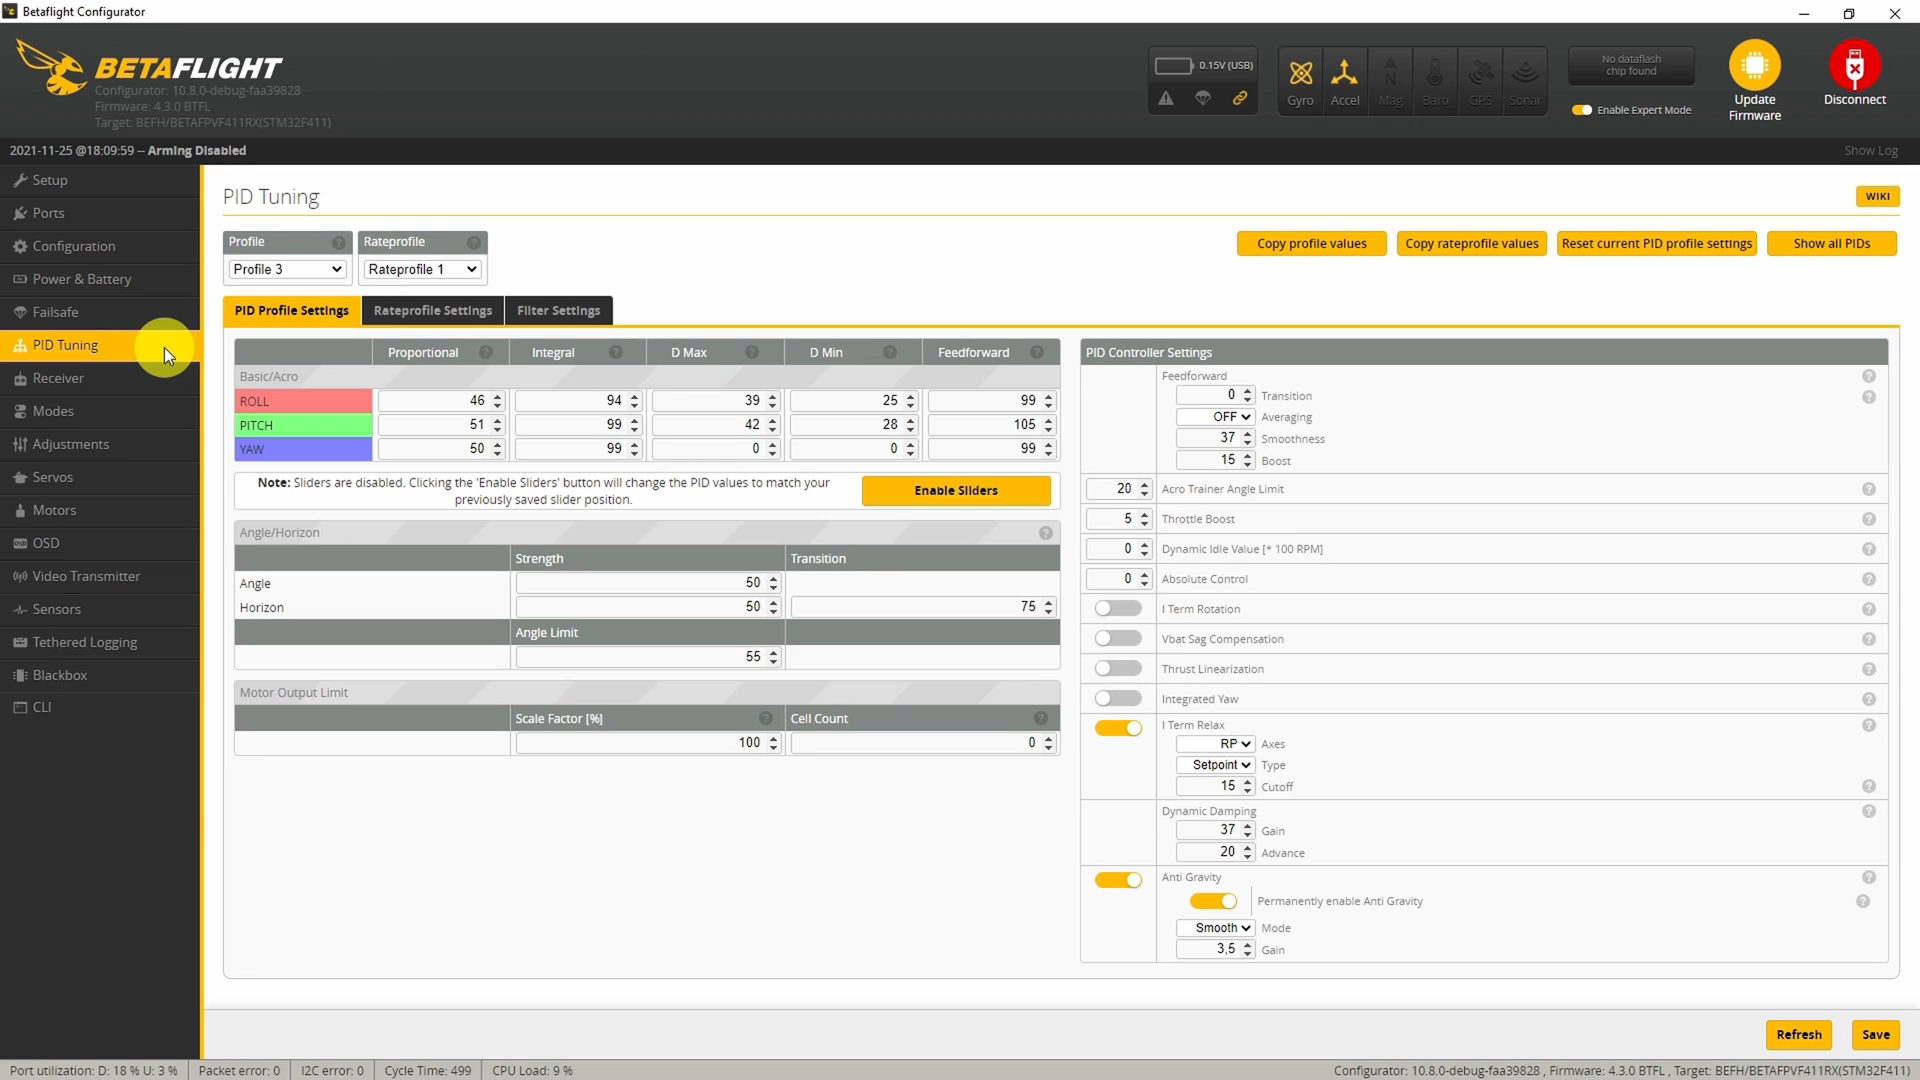 Betaflight Configurator
BETAFLIGHT
Configurator: 10.8.0-debug-faa39828
Firmware: 4.3.0 BTFL
Target: BEFH/BETAFPVF411RX(STM32F411)
0.15V (USB)
Gyro
Accel
Mag
Baro
GPS
Sonar
No dataflash
chip found
Enable Expert Mode
Update
Firmware
Disconnect
2021-11-25 @18:09:59 -- Arming Disabled
Show Log
Setup
Ports
Configuration
Power & Battery
Failsafe
PID Tuning
Receiver
Modes
Adjustments
Servos
Motors
OSD
Video Transmitter
Sensors
Tethered Logging
Blackbox
CLI
PID Tuning
WIKI
Profile
Rateprofile
Profile 3
Rateprofile 1
Copy profile values
Copy rateprofile values
Reset current PID profile settings
Show all PIDs
PID Profile Settings
Rateprofile Settings
Filter Settings
Proportional Integral D Max D Min Feedforward
Basic/Acro
ROLL 46 94 39 25 99
PITCH 51 99 42 28 105
YAW 50 99 0 0 99
Note: Sliders are disabled. Clicking the 'Enable Sliders' button will change the PID values to match your
previously saved slider position.
Enable Sliders
Angle/Horizon
Strength Transition
Angle 50
Horizon 50 75
Angle Limit
55
Motor Output Limit
Scale Factor [%] Cell Count
100 0
PID Controller Settings
Feedforward
0 Transition
OFF Averaging
37 Smoothness
15 Boost
20 Acro Trainer Angle Limit
5 Throttle Boost
0 Dynamic Idle Value [* 100 RPM]
0 Absolute Control
I Term Rotation
Vbat Sag Compensation
Thrust Linearization
Integrated Yaw
I Term Relax
RP Axes
Setpoint Type
15 Cutoff
Dynamic Damping
37 Gain
20 Advance
Anti Gravity
Permanently enable Anti Gravity
Smooth Mode
3,5 Gain
Refresh
Save
Port utilization: D: 18 % U: 3 %
Packet error: 0
I2C error: 0
Cycle Time: 499
CPU Load: 9 %
Configurator: 10.8.0-debug-faa39828 , Firmware: 4.3.0 BTFL , Target: BEFH/BETAFPVF411RX(STM32F411)